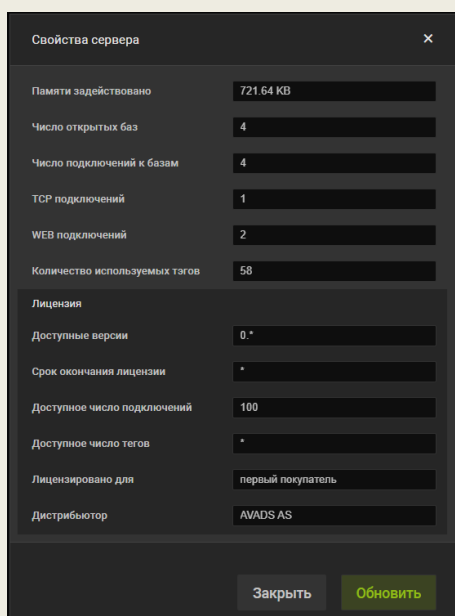 Свойства сервера ×
Памяти задействовано 721.64 KB
Число открытых баз 4
Число подключений к базам 4
TCP подключений 1
WEB подключений 2
Количество используемых тэгов 58
Лицензия
Доступные версии 0.*
Срок окончания лицензии *
Доступное число подключений 100
Доступное число тегов *
Лицензировано для первый покупатель
Дистрибьютор AVADS AS
Закрыть Обновить